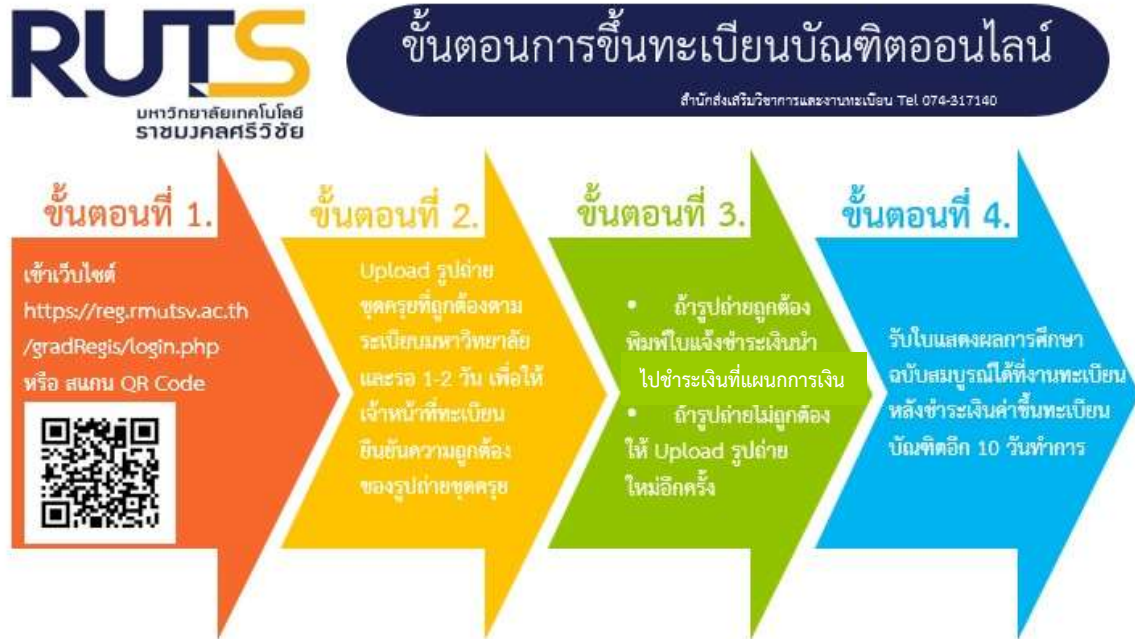 RUTS
มหาวิทยาลัยเทคโนโลยี
ราชมงคลศรีวิชัย
ขั้นตอนการขึ้นทะเบียนบัณฑิตออนไลน์
สำนักส่งเสริมวิชาการและงานทะเบียน Tel 074-317140
ขั้นตอนที่ 1.
เข้าเว็บไซต์
https://reg.rmutsv.ac.th
/gradRegis/login.php
หรือ สแกน QR Code
ขั้นตอนที่ 2.
Upload รูปถ่าย
ชุดครุยที่ถูกต้องตาม
ระเบียบมหาวิทยาลัย
และรอ 1-2 วัน เพื่อให้
เจ้าหน้าที่ทะเบียน
ยืนยันความถูกต้อง
ของรูปถ่ายชุดครุย
ขั้นตอนที่ 3.
• ถ้ารูปถ่ายถูกต้อง
พิมพ์ใบแจ้งชำระเงินนำ
ไปชำระเงินที่แผนกการเงิน
• ถ้ารูปถ่ายไม่ถูกต้อง
ให้ Upload รูปถ่าย
ใหม่อีกครั้ง
ขั้นตอนที่ 4.
รับใบแสดงผลการศึกษา
ฉบับสมบูรณ์ได้ที่งานทะเบียน
หลังชำระเงินค่าขึ้นทะเบียน
บัณฑิตอีก 10 วันทำการ